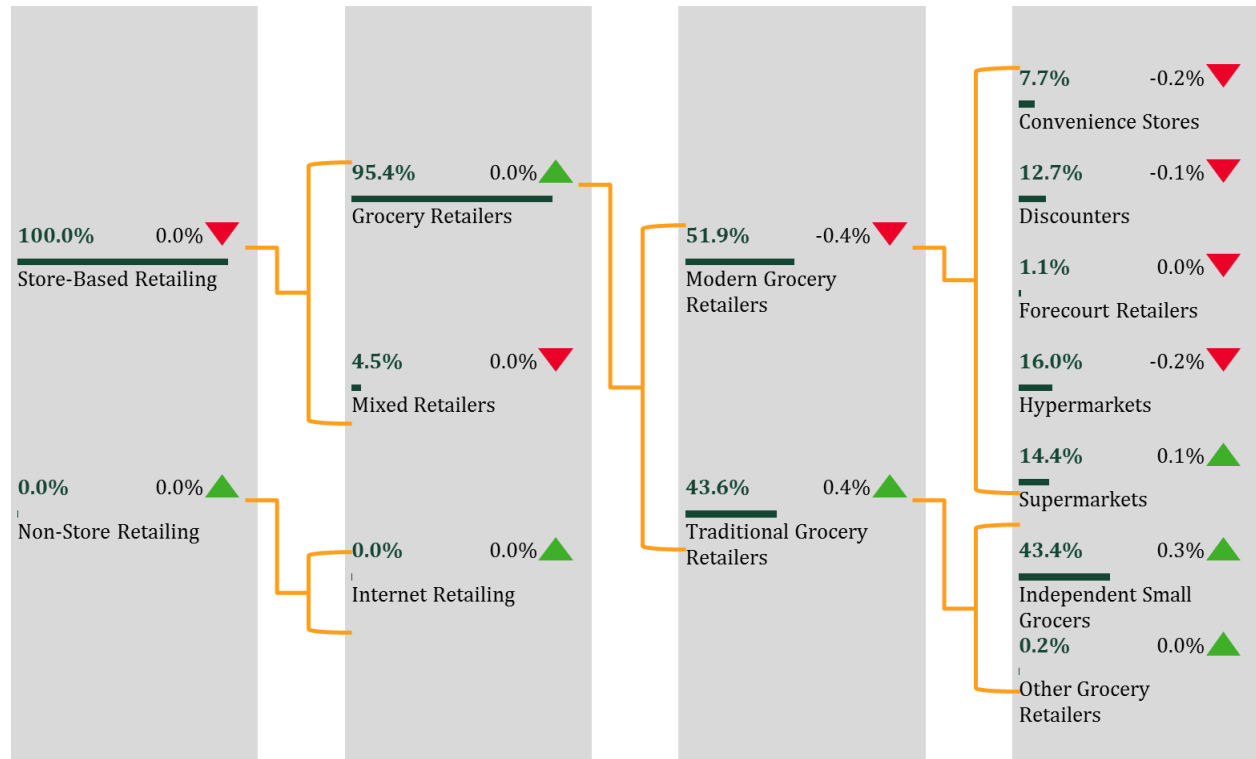 100.0% 0.0%
Store-Based Retailing
0.0% 0.0%
Non-Store Retailing
95.4% 0.0%
Grocery Retailers
4.5% 0.0%
Mixed Retailers
0.0% 0.0%
Internet Retailing
51.9% -0.4%
Modern Grocery
Retailers
43.6% 0.4%
Traditional Grocery
Retailers
7.7% -0.2%
Convenience Stores
12.7% -0.1%
Discounters
1.1% 0.0%
Forecourt Retailers
16.0% -0.2%
Hypermarkets
14.4% 0.1%
Supermarkets
43.4% 0.3%
Independent Small
Grocers
0.2% 0.0%
Other Grocery
Retailers